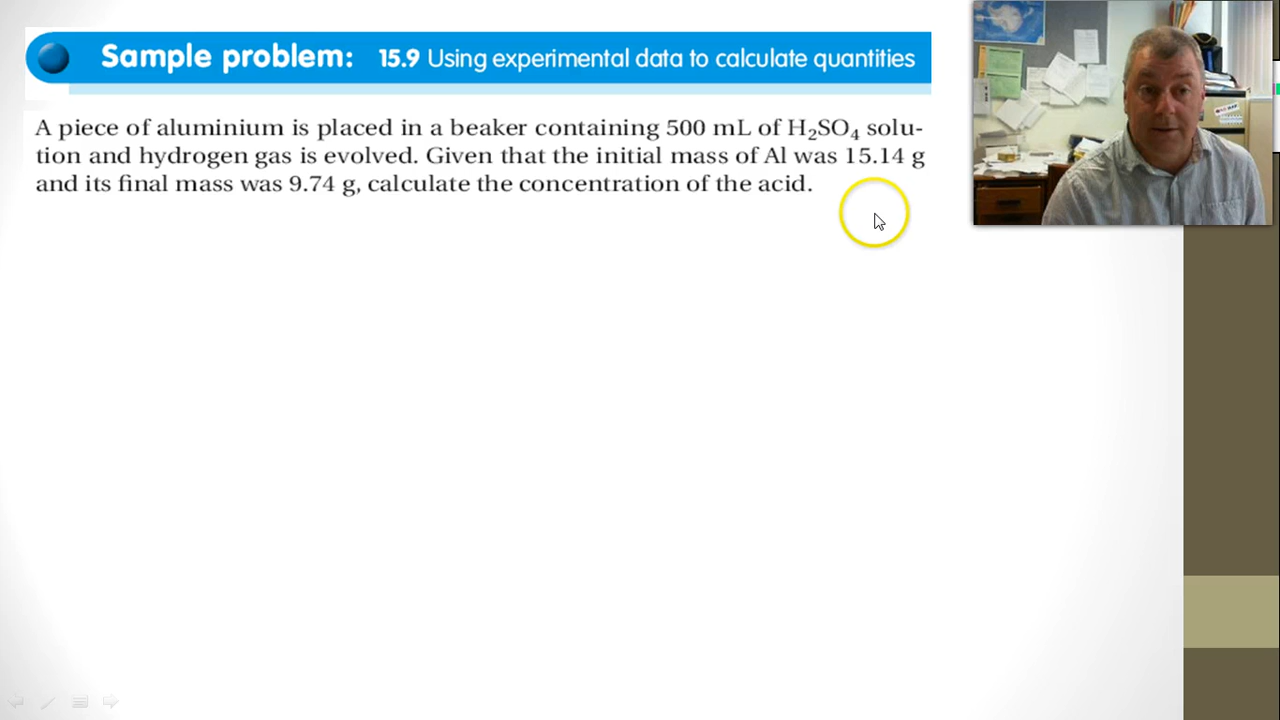 Sample problem: 15.9 Using experimental data to calculate quantities
A piece of aluminium is placed in a beaker containing 500 mL of H₂SO₄ solu-
tion and hydrogen gas is evolved. Given that the initial mass of Al was 15.14 g
and its final mass was 9.74 g, calculate the concentration of the acid.